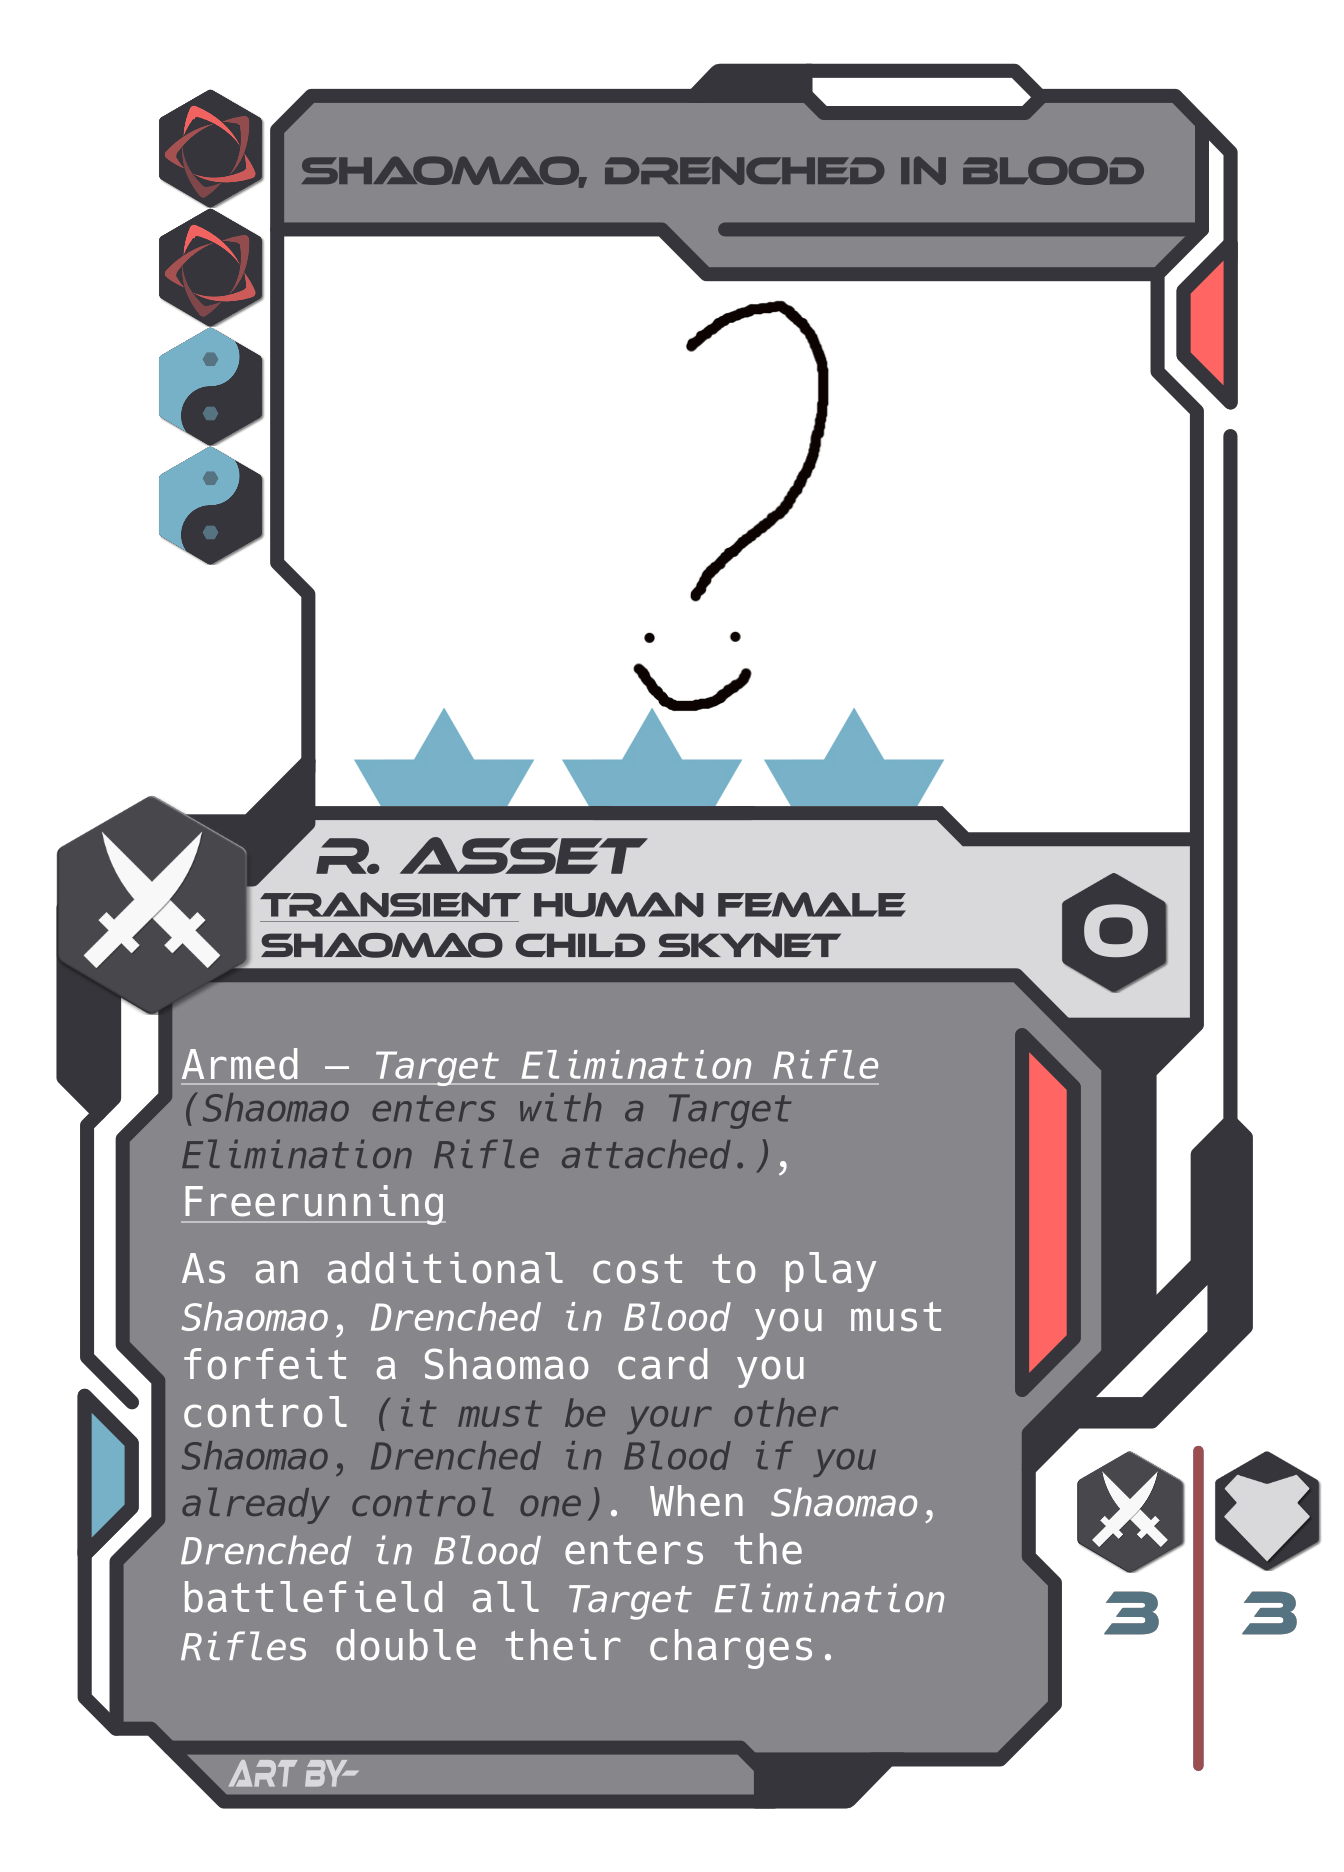 SHAOMAO, DRENCHED IN BLOOD
R. ASSET
TRANSIENT HUMAN FEMALE
SHAOMAO CHILD SKYNET
0
Armed – Target Elimination Rifle
(Shaomao enters with a Target
Elimination Rifle attached.),
Freerunning
As an additional cost to play
Shaomao, Drenched in Blood you must
forfeit a Shaomao card you
control (it must be your other
Shaomao, Drenched in Blood if you
already control one). When Shaomao,
Drenched in Blood enters the
battlefield all Target Elimination
Rifles double their charges.
3 3
ART BY-